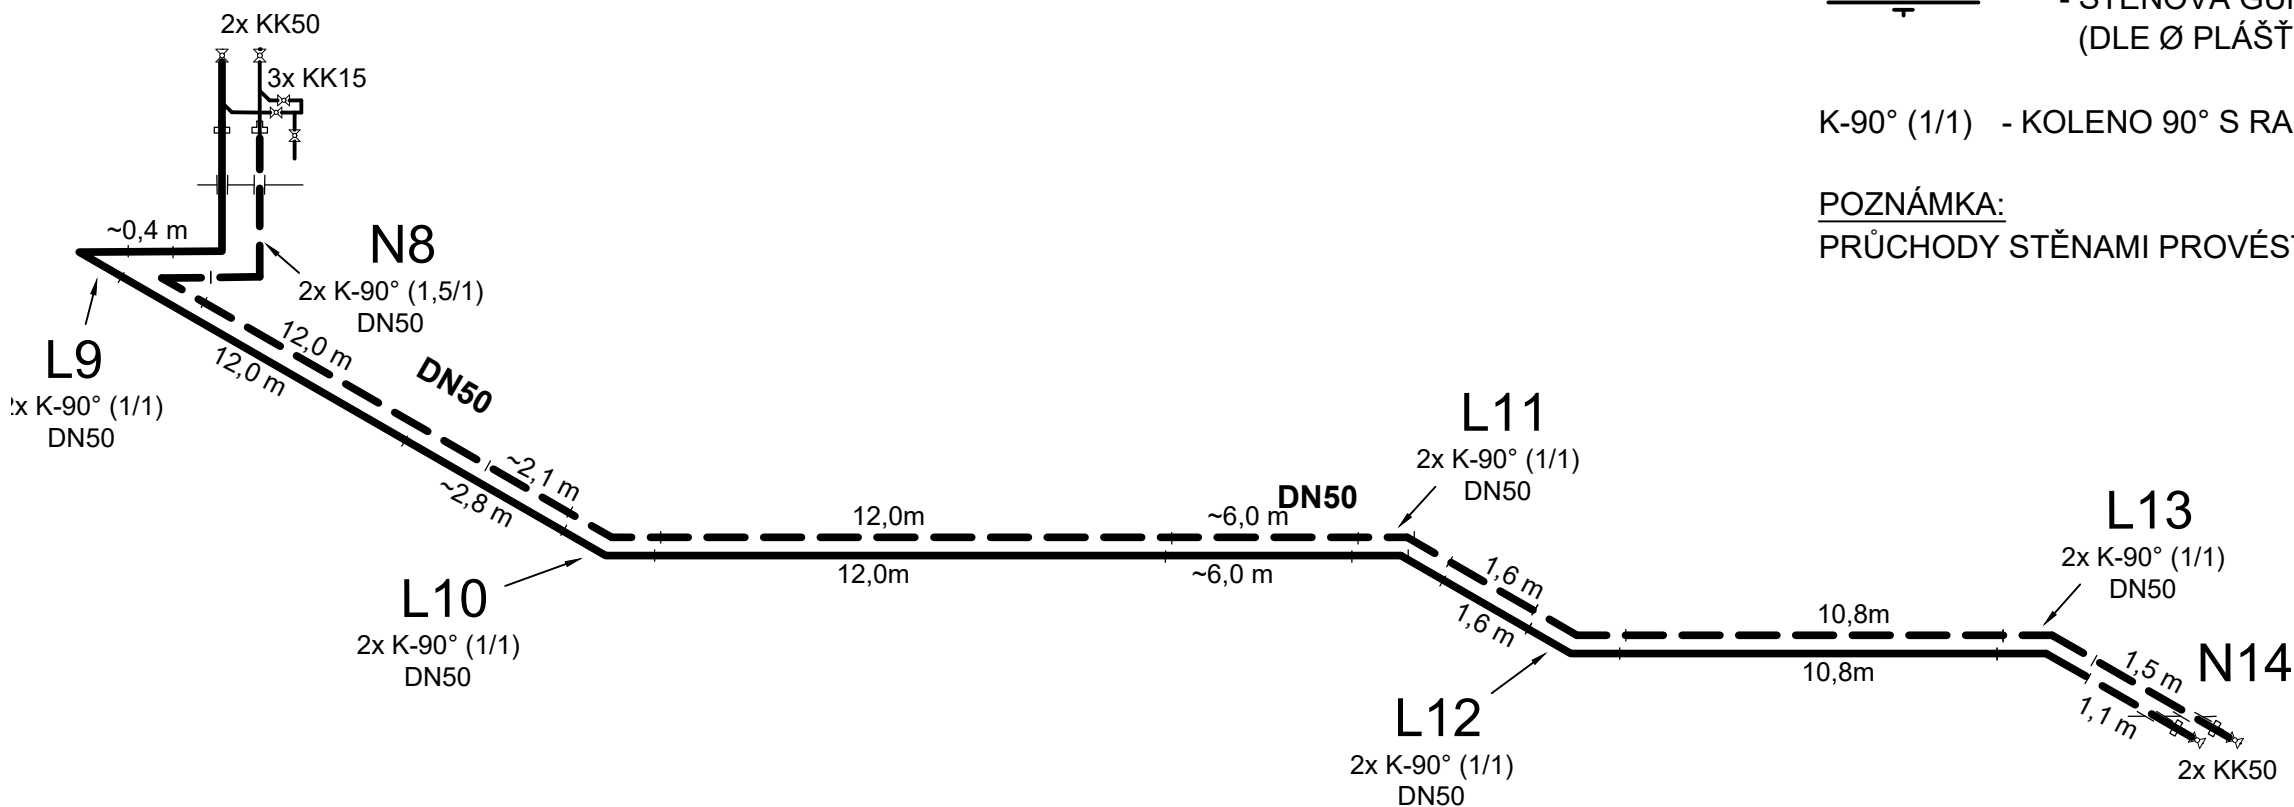 2x KK50
3x KK15
~0,4 m
N8
2x K-90° (1,5/1)
DN50
L9
x K-90° (1/1)
DN50
12,0 m
12,0 m
DN50
~2,1 m
~2,8 m
L10
2x K-90° (1/1)
DN50
12,0m
12,0m
~6,0 m
~6,0 m
DN50
L11
2x K-90° (1/1)
DN50
1,6 m
1,6 m
L12
2x K-90° (1/1)
DN50
10,8m
10,8m
L13
2x K-90° (1/1)
DN50
1,5 m
1,1 m
N14
2x KK50
- STĚNOVÁ
(DLE Ø PLÁŠŤ
K-90° (1/1) - KOLENO 90° S RA
POZNÁMKA:
PRŮCHODY STĚNAMI PROVÉST